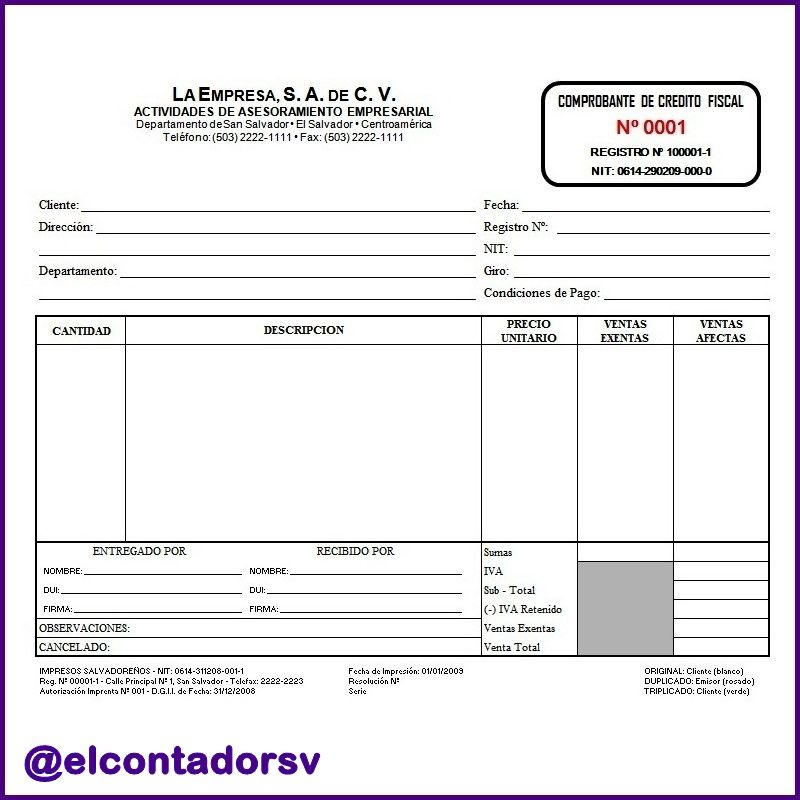 LA EMPRESA, S. A. DE C. V.
ACTIVIDADES DE ASESORAMIENTO EMPRESARIAL
Departamento de San Salvador • El Salvador • Centroamérica
Teléfono: (503) 2222-1111 • Fax: (503) 2222-1111
COMPROBANTE DE CREDITO FISCAL
Nº 0001
REGISTRO Nº 100001-1
NIT: 0614-290209-000-0
Cliente:
Fecha:
Dirección:
Registro Nº:
NIT:
Departamento:
Giro:
Condiciones de Pago:
CANTIDAD
DESCRIPCION
PRECIO
UNITARIO
VENTAS
EXENTAS
VENTAS
AFECTAS
ENTREGADO POR
RECIBIDO POR
NOMBRE:
NOMBRE:
DUI:
DUI:
FIRMA:
FIRMA:
OBSERVACIONES:
CANCELADO:
Sumas
IVA
Sub - Total
(-) IVA Retenido
Ventas Exentas
Venta Total
IMPRESOS SALVADOREÑOS - NIT: 0614-311208-001-1
Reg. Nº 00001-1 - Calle Principal Nº 1, San Salvador - Telefax: 2222-2223
Autorización Imprenta Nº 001 - D.G.I.I. de Fecha: 31/12/2008
Fecha de Impresión: 01/01/2009
Resolución Nº
Serie
ORIGINAL: Cliente (blanco)
DUPLICADO: Emisor (rosado)
TRIPLICADO: Cliente (verde)
@elcontadorsv